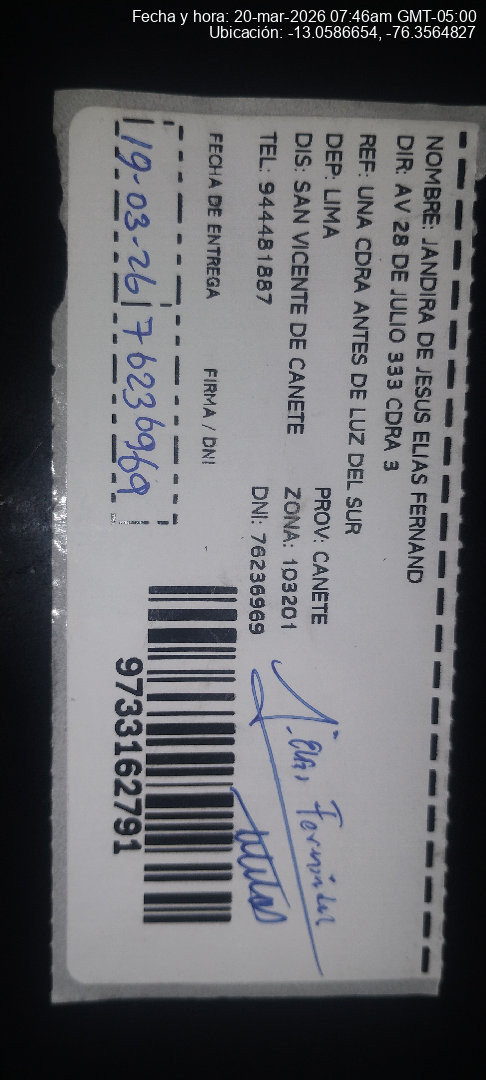 Fecha y hora: 20-mar-2026 07:46am GMT-05:00
Ubicación: -13.0586654, -76.3564827
NOMBRE: JANDIRA DE JESUS ELIAS FERNAND
DIR: AV 28 DE JULIO 333 CDRA 3
REF: UNA CDRA ANTES DE LUZ DEL SUR
DEP: LIMA PROV: CANETE
DIS: SAN VICENTE DE CANETE ZONA: 103201
TEL: 944481887 DNI: 76236969
FECHA DE ENTREGA FIRMA / DNI
19-03-26 76236969
9733162791